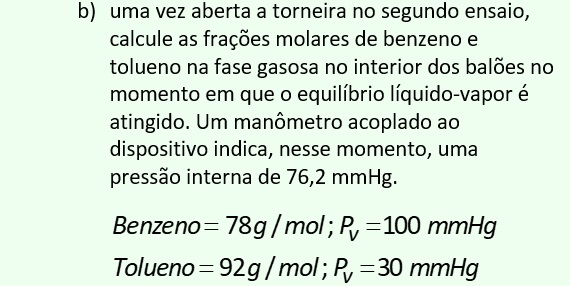 b) uma vez aberta a torneira no segundo ensaio,
calcule as frações molares de benzeno e
tolueno na fase gasosa no interior dos balões no
momento em que o equilíbrio líquido-vapor é
atingido. Um manômetro acoplado ao
dispositivo indica, nesse momento, uma
pressão interna de 76,2 mmHg.
Benzeno = 78g / mol ; P_v = 100 mmHg
Tolueno = 92g / mol ; P_v = 30 mmHg